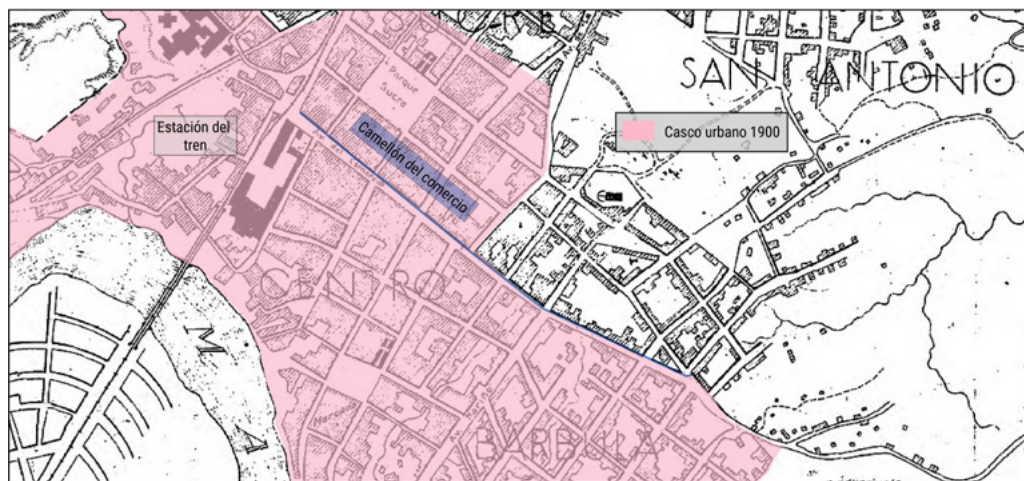 SAN ANTONIO
Parque
Sucre
Estación del
tren
Camellón del comercio
Casco urbano 1900
CENTRO
M A
BARBULA